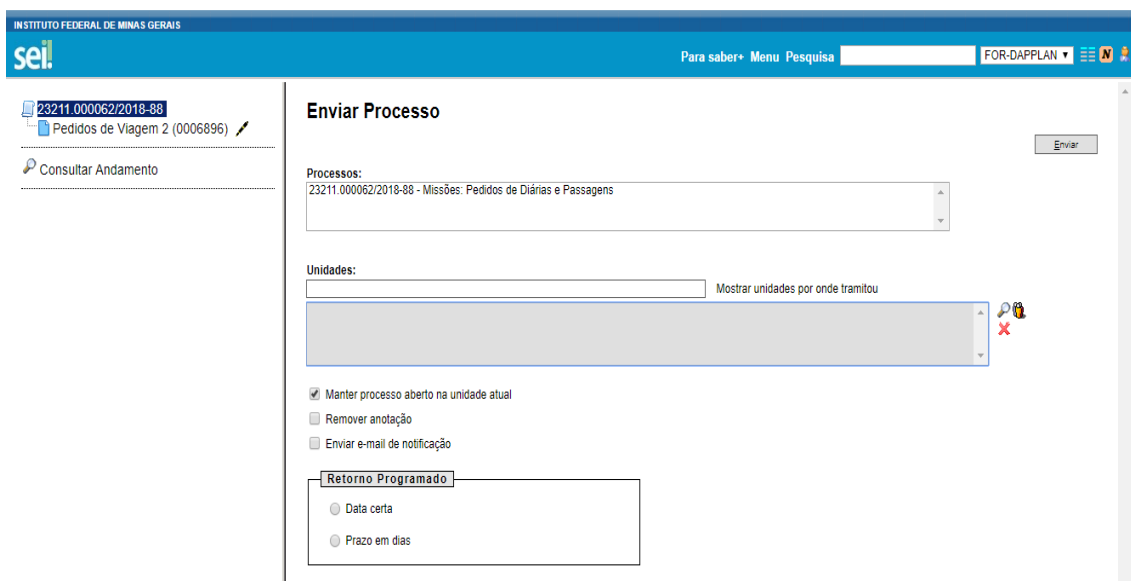 INSTITUTO FEDERAL DE MINAS GERAIS
sei!
Para saber+ Menu Pesquisa FOR-DAPPLAN N
23211.000062/2018-88
Pedidos de Viagem 2 (0006896)
Consultar Andamento
Enviar Processo
Enviar
Processos:
23211.000062/2018-88 - Missões: Pedidos de Diárias e Passagens
Unidades:
Mostrar unidades por onde tramitou
Manter processo aberto na unidade atual
Remover anotação
Enviar e-mail de notificação
Retorno Programado
Data certa
Prazo em dias